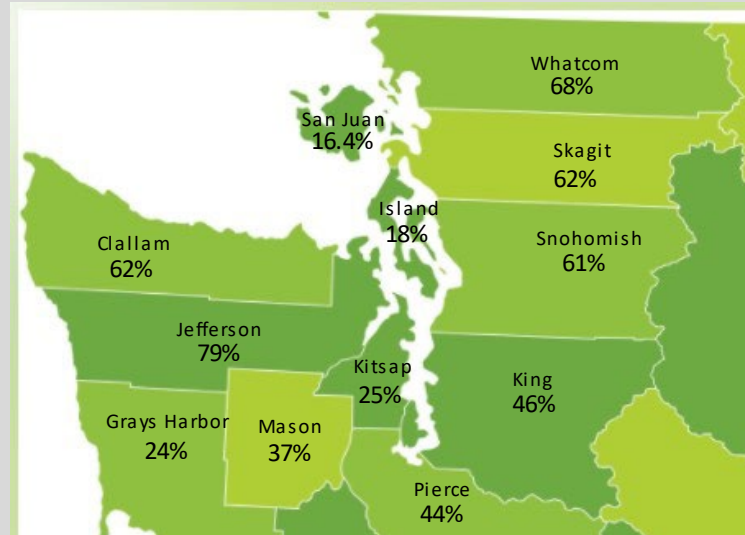 Whatcom
68%
San Juan
16.4%
Skagit
62%
Island
18%
Clallam
62%
Snohomish
61%
Jefferson
79%
Kitsap
25%
King
46%
Grays Harbor
24%
Mason
37%
Pierce
44%